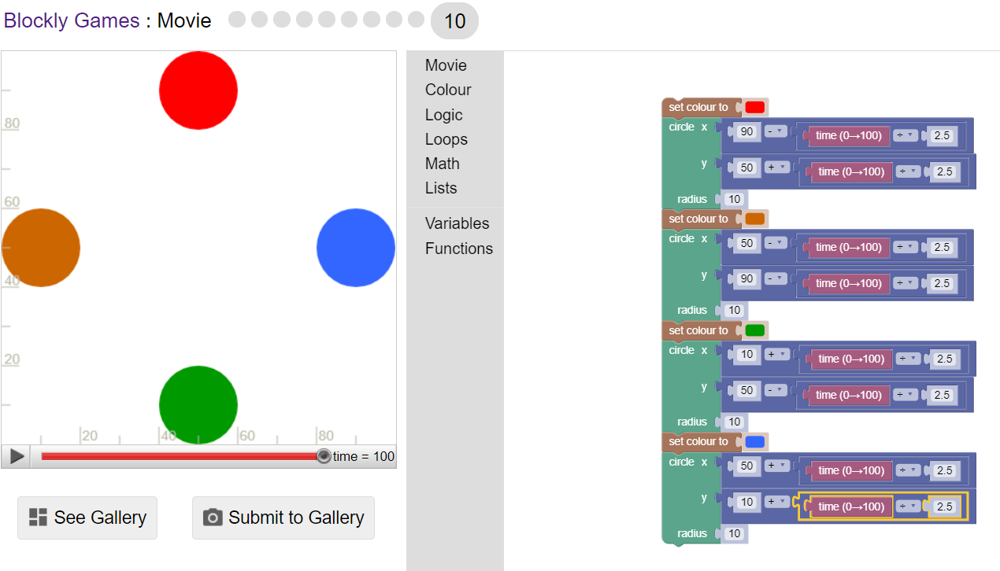 Blockly Games : Movie 10
80
60
40
20
20 40 60 80
time = 100
See Gallery
Submit to Gallery
Movie
Colour
Logic
Loops
Math
Lists
Variables
Functions
set colour to
circle x 90 - time (0→100) ÷ 2.5
y 50 + time (0→100) ÷ 2.5
radius 10
set colour to
circle x 50 - time (0→100) ÷ 2.5
y 90 - time (0→100) ÷ 2.5
radius 10
set colour to
circle x 10 + time (0→100) ÷ 2.5
y 50 - time (0→100) ÷ 2.5
radius 10
set colour to
circle x 50 + time (0→100) ÷ 2.5
y 10 + time (0→100) ÷ 2.5
radius 10